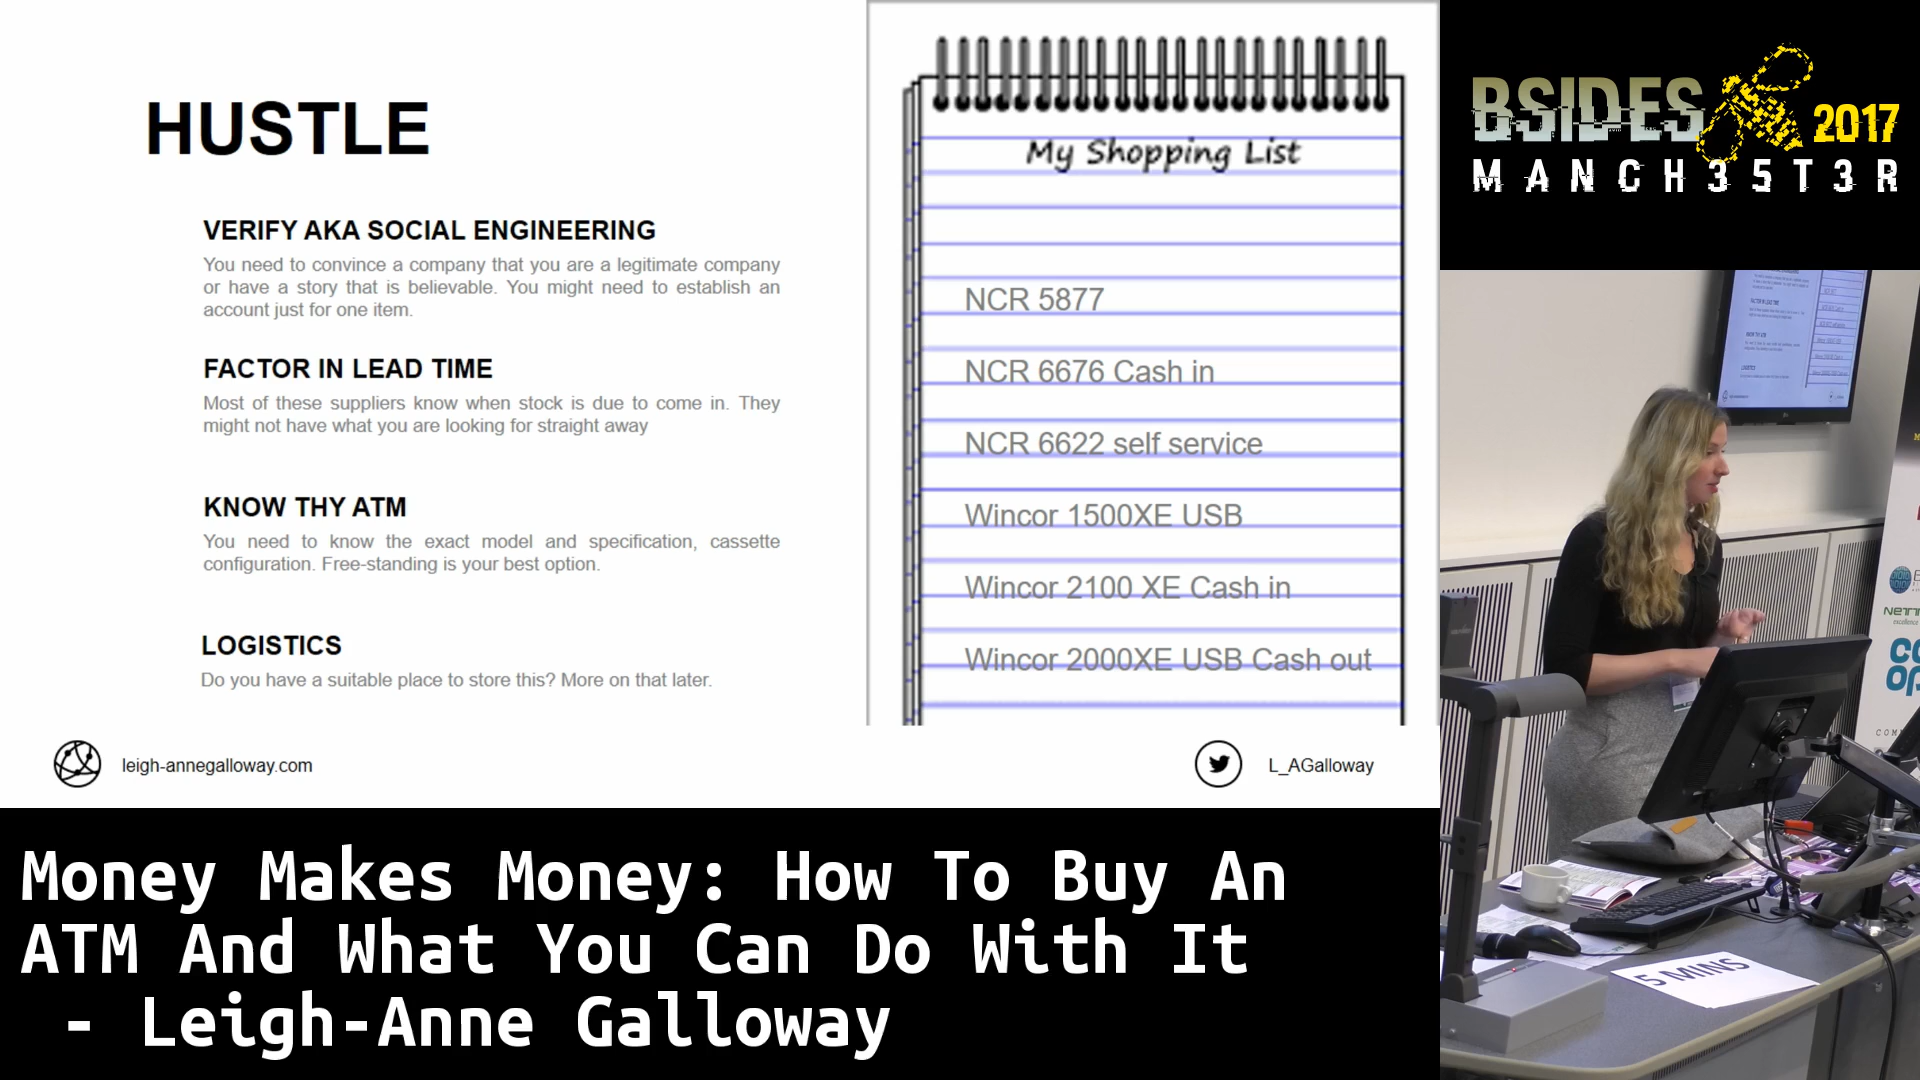 HUSTLE
VERIFY AKA SOCIAL ENGINEERING
You need to convince a company that you are a legitimate company
or have a story that is believable. You might need to establish an
account just for one item.
FACTOR IN LEAD TIME
Most of these suppliers know when stock is due to come in. They
might not have what you are looking for straight away
KNOW THY ATM
You need to know the exact model and specification, cassette
configuration. Free-standing is your best option.
LOGISTICS
Do you have a suitable place to store this? More on that later.
leigh-annegalloway.com
L_AGalloway
My Shopping List
NCR 5877
NCR 6676 Cash in
NCR 6622 self service
Wincor 1500XE USB
Wincor 2100 XE Cash in
Wincor 2000XE USB Cash out
BSIDES 2017
MANCH35T3R
5 MINS
Money Makes Money: How To Buy An
ATM And What You Can Do With It
- Leigh-Anne Galloway